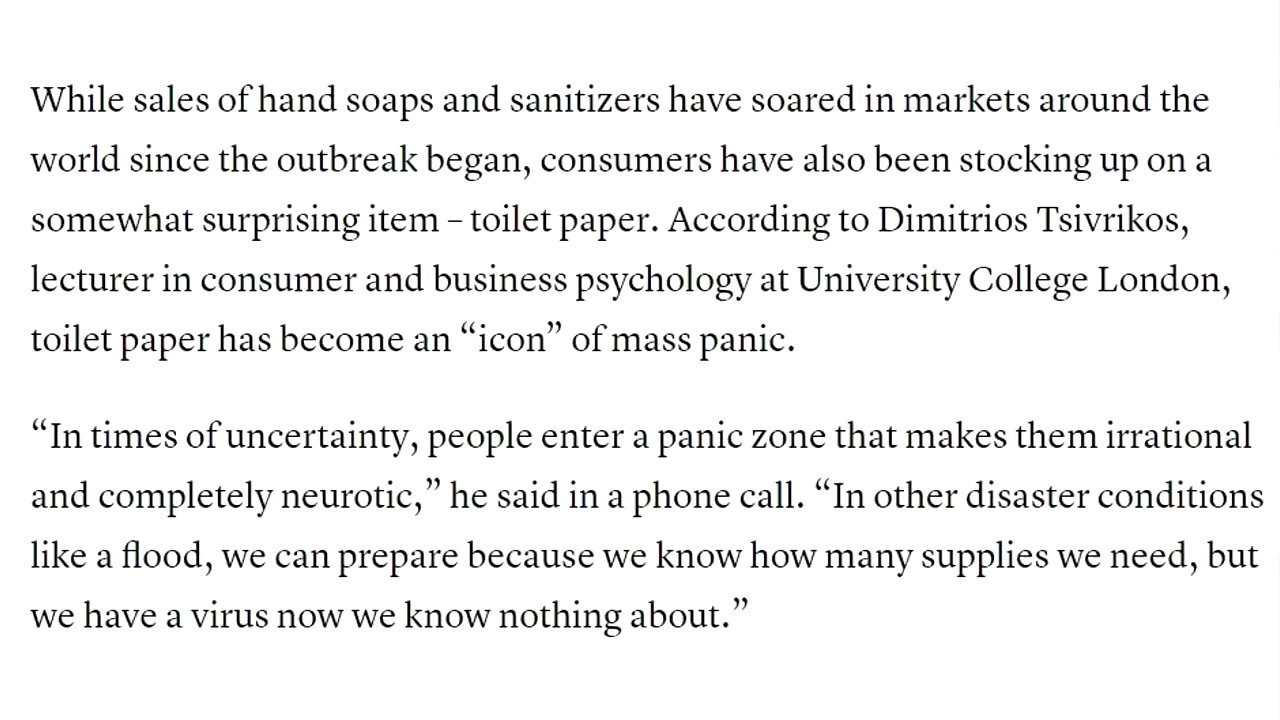 While sales of hand soaps and sanitizers have soared in markets around the
world since the outbreak began, consumers have also been stocking up on a
somewhat surprising item – toilet paper. According to Dimitrios Tsivrikos,
lecturer in consumer and business psychology at University College London,
toilet paper has become an “icon” of mass panic.
“In times of uncertainty, people enter a panic zone that makes them irrational
and completely neurotic,” he said in a phone call. “In other disaster conditions
like a flood, we can prepare because we know how many supplies we need, but
we have a virus now we know nothing about.”